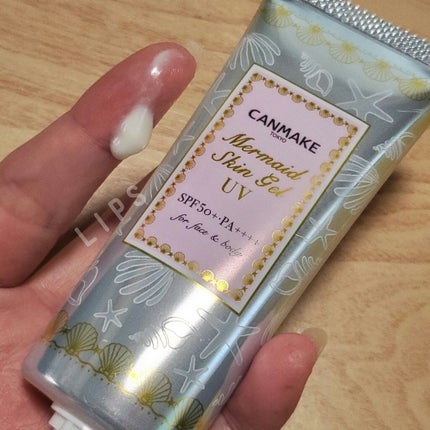 CANMAKE
TOKYO
Mermaid
Skin Gel
UV
SPF50+・PA++++
for face & body
LIPS